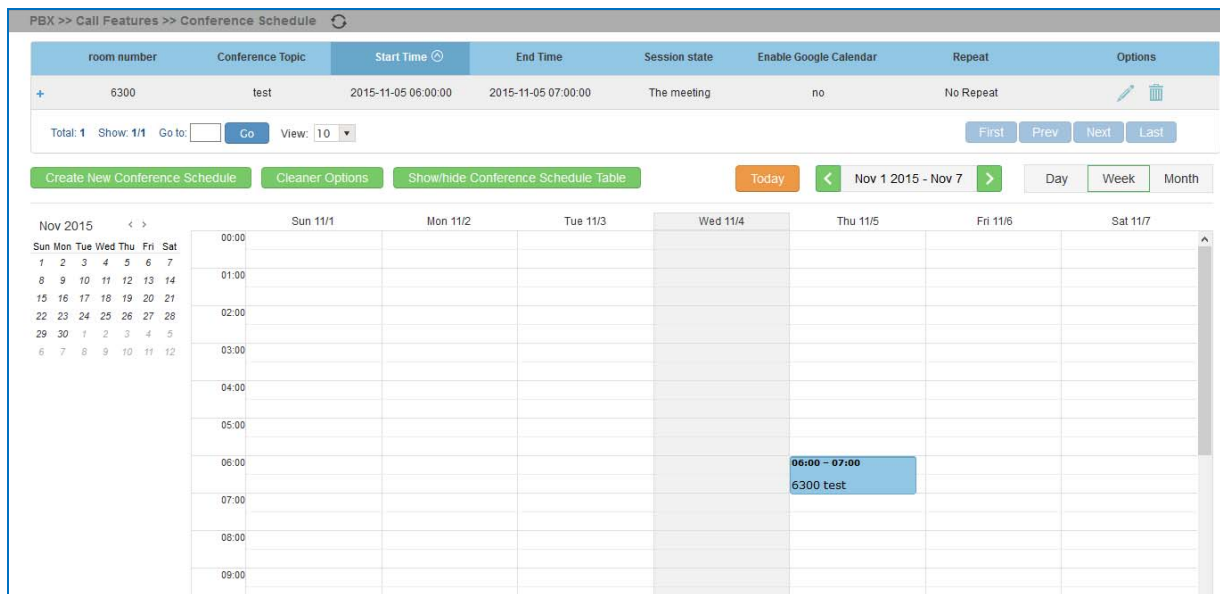 PBX >> Call Features >> Conference Schedule
room number Conference Topic Start Time End Time Session state Enable Google Calendar Repeat Options
+ 6300 test 2015-11-05 06:00:00 2015-11-05 07:00:00 The meeting no No Repeat
Total: 1 Show: 1/1 Go to: Go View: 10 First Prev Next Last
Create New Conference Schedule Cleaner Options Show/hide Conference Schedule Table Today < Nov 1 2015 - Nov 7 > Day Week Month
Nov 2015 < > Sun 11/1 Mon 11/2 Tue 11/3 Wed 11/4 Thu 11/5 Fri 11/6 Sat 11/7
Sun Mon Tue Wed Thu Fri Sat
1 2 3 4 5 6 7
8 9 10 11 12 13 14
15 16 17 18 19 20 21
22 23 24 25 26 27 28
29 30 1 2 3 4 5
6 7 8 9 10 11 12
00:00
01:00
02:00
03:00
04:00
05:00
06:00
07:00
08:00
09:00
06:00 – 07:00
6300 test